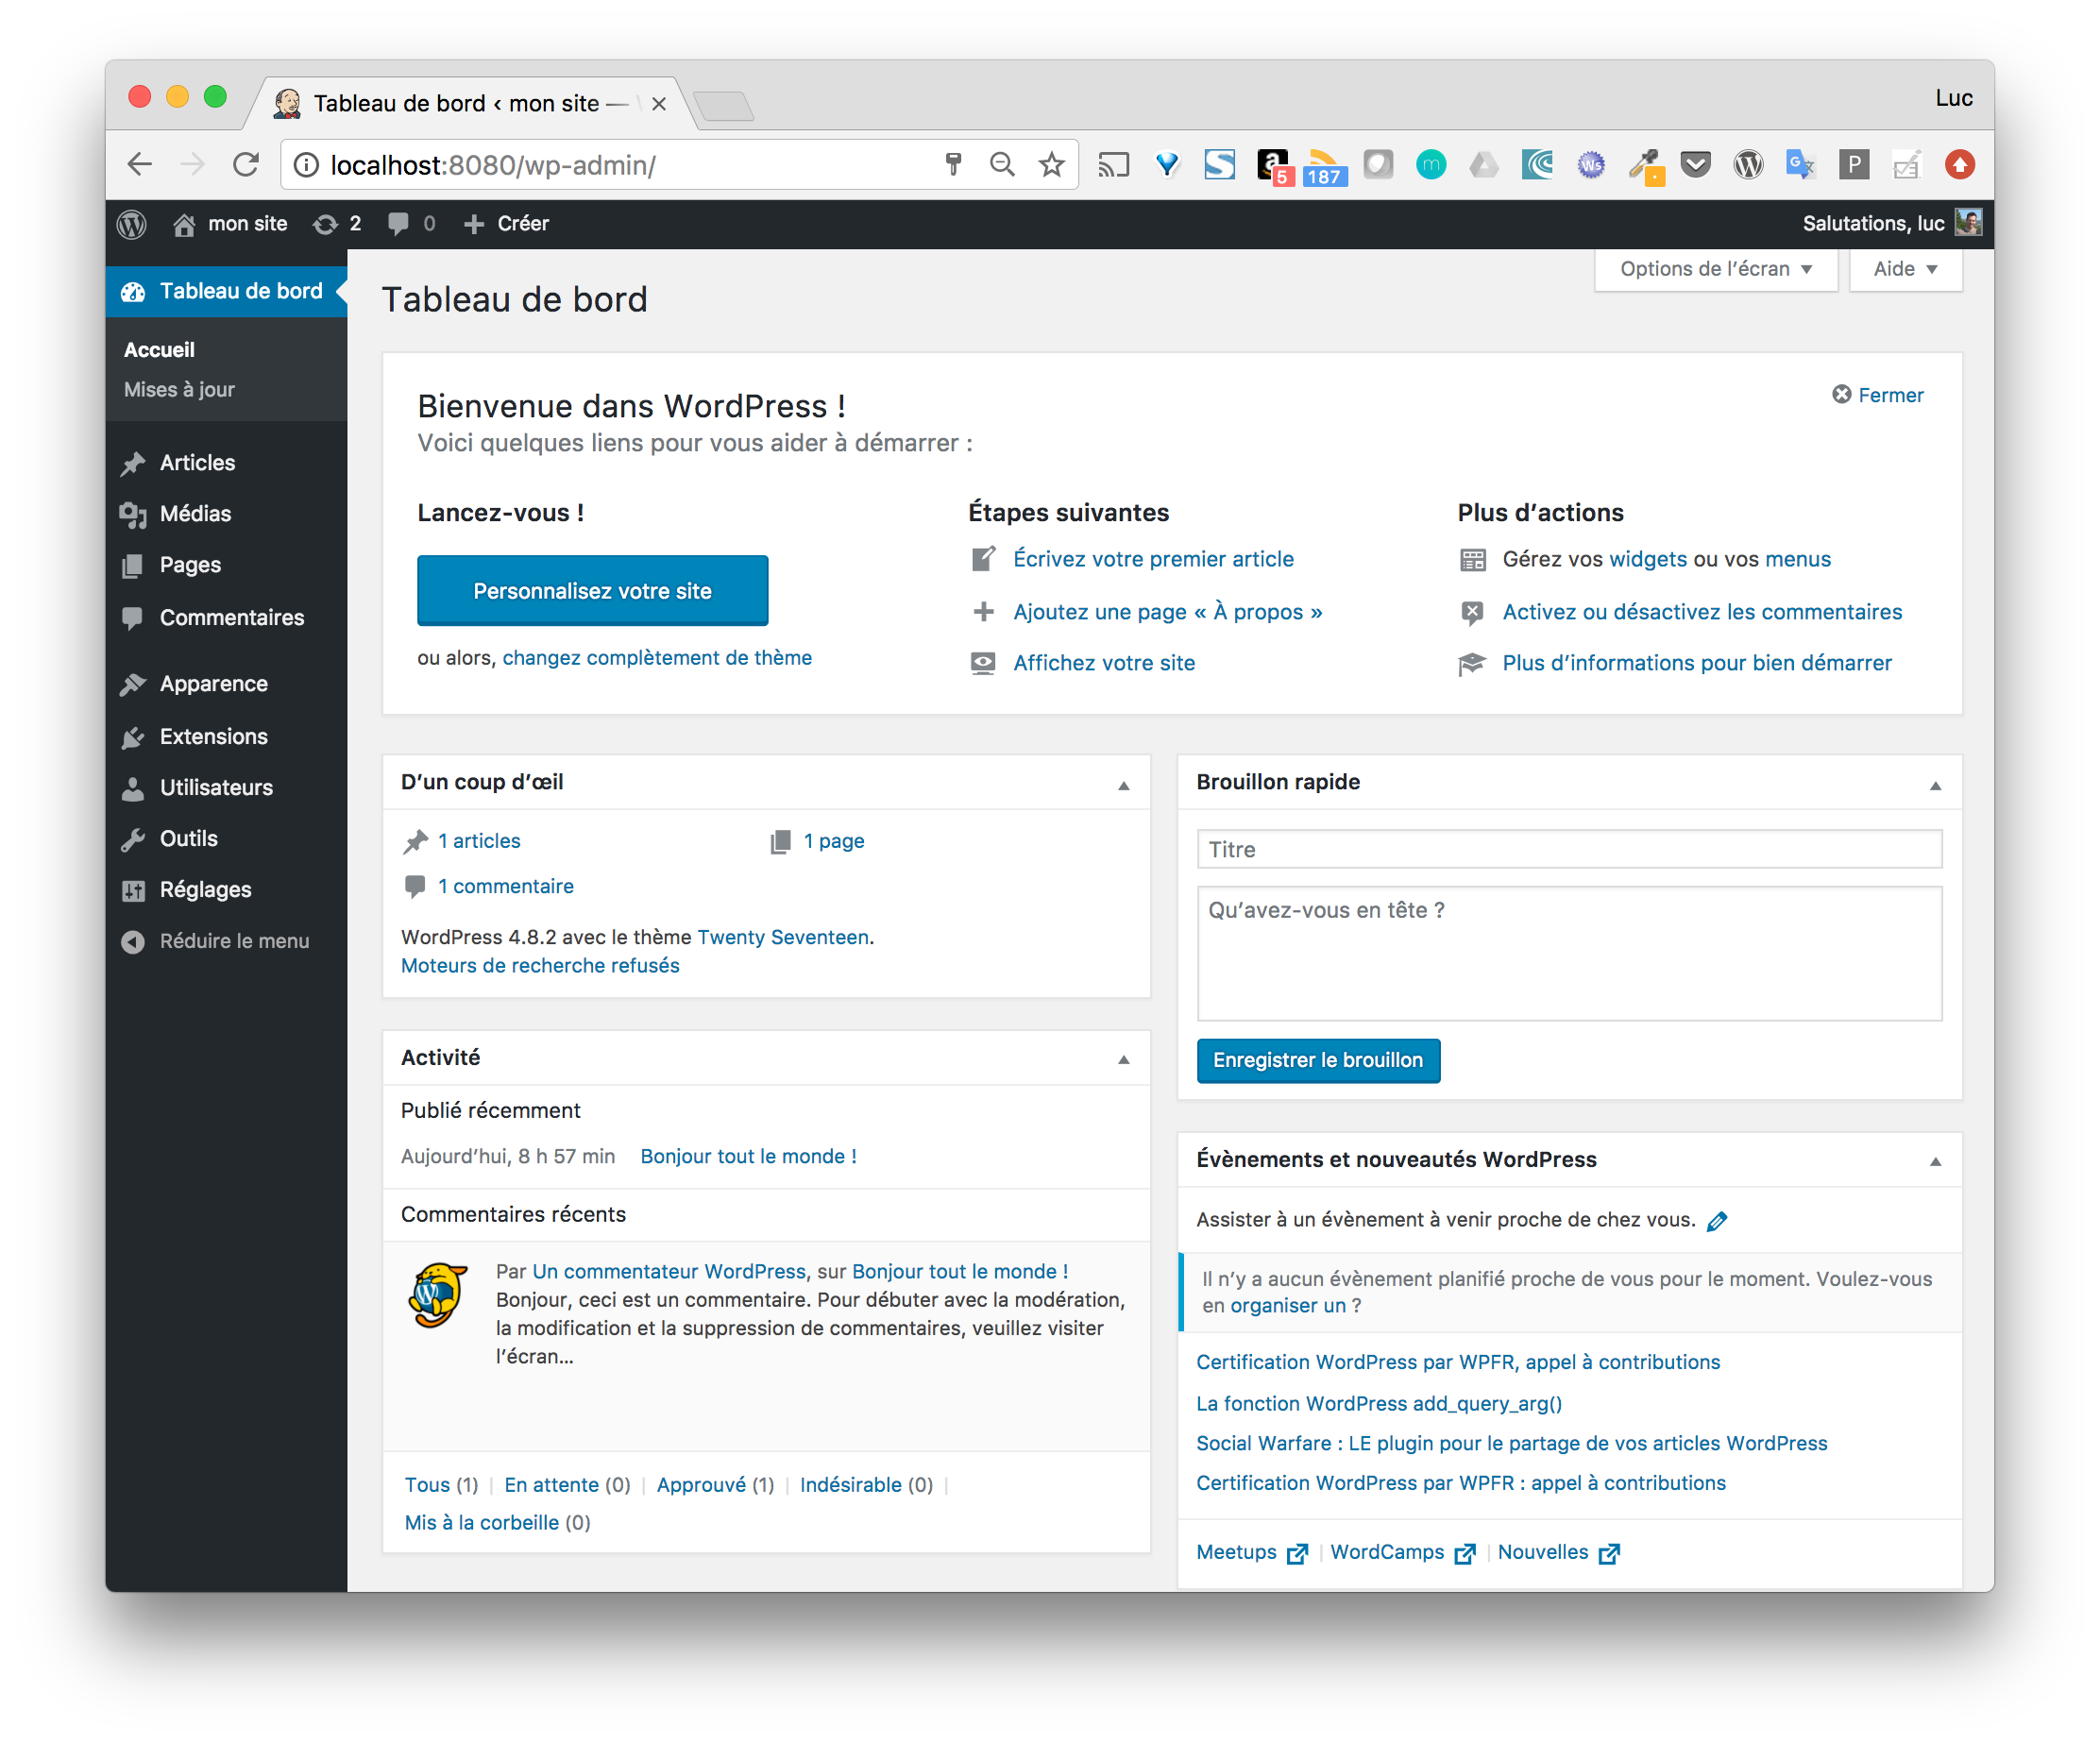 Tableau de bord ‹ mon site —
Luc
localhost:8080/wp-admin/
5
187
m
WS
P
mon site
2
0
Créer
Salutations, luc
Tableau de bord
Accueil
Mises à jour
Articles
Médias
Pages
Commentaires
Apparence
Extensions
Utilisateurs
Outils
Réglages
Réduire le menu
Options de l’écran
Aide
Tableau de bord
Bienvenue dans WordPress !
Voici quelques liens pour vous aider à démarrer :
Fermer
Lancez-vous !
Personnalisez votre site
ou alors, changez complètement de thème
Étapes suivantes
Écrivez votre premier article
Ajoutez une page « À propos »
Affichez votre site
Plus d’actions
Gérez vos widgets ou vos menus
Activez ou désactivez les commentaires
Plus d’informations pour bien démarrer
D’un coup d’œil
1 articles
1 page
1 commentaire
WordPress 4.8.2 avec le thème Twenty Seventeen.
Moteurs de recherche refusés
Activité
Publié récemment
Aujourd’hui, 8 h 57 min Bonjour tout le monde !
Commentaires récents
Par Un commentateur WordPress, sur Bonjour tout le monde !
Bonjour, ceci est un commentaire. Pour débuter avec la modération,
la modification et la suppression de commentaires, veuillez visiter
l’écran…
Tous (1) | En attente (0) | Approuvé (1) | Indésirable (0) |
Mis à la corbeille (0)
Brouillon rapide
Titre
Qu’avez-vous en tête ?
Enregistrer le brouillon
Évènements et nouveautés WordPress
Assister à un évènement à venir proche de chez vous.
Il n’y a aucun évènement planifié proche de vous pour le moment. Voulez-vous
en organiser un ?
Certification WordPress par WPFR, appel à contributions
La fonction WordPress add_query_arg()
Social Warfare : LE plugin pour le partage de vos articles WordPress
Certification WordPress par WPFR : appel à contributions
Meetups | WordCamps | Nouvelles